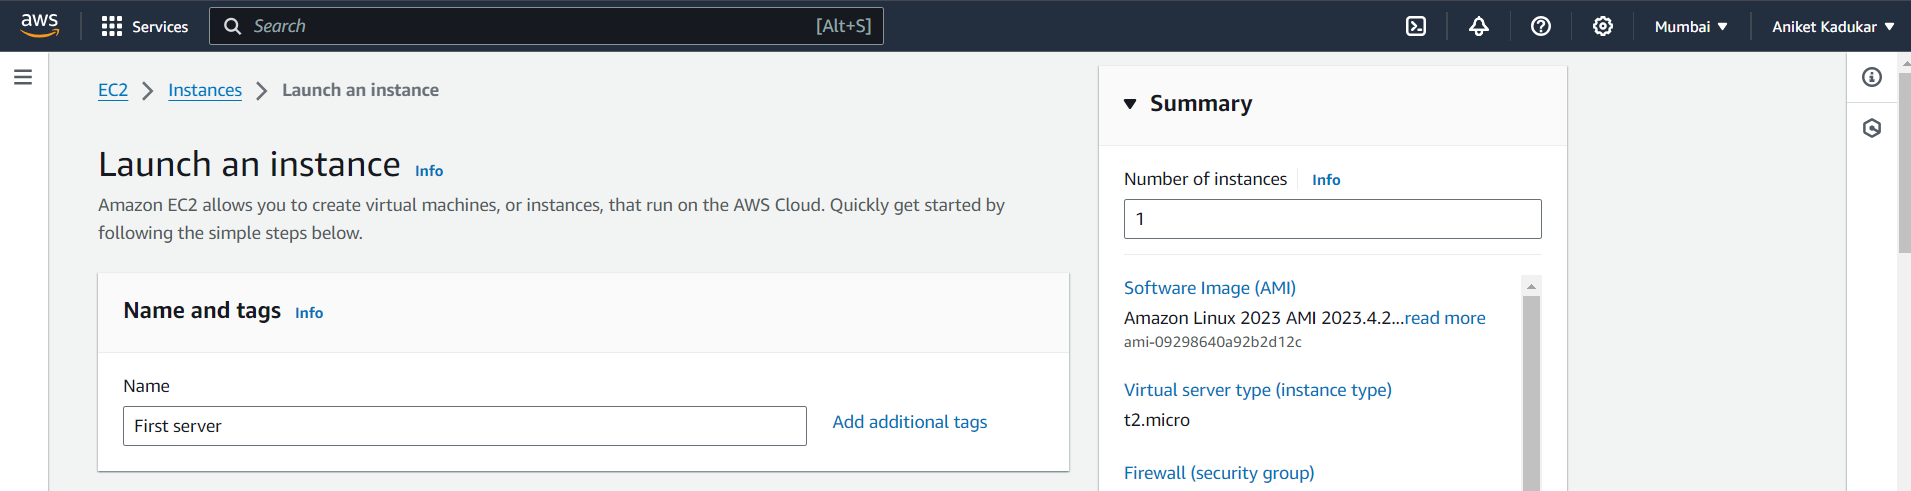 aws
Services
Search [Alt+S]
Mumbai
Aniket Kadukar
EC2 Instances Launch an instance
Launch an instance Info
Amazon EC2 allows you to create virtual machines, or instances, that run on the AWS Cloud. Quickly get started by
following the simple steps below.
Name and tags Info
Name
First server
Add additional tags
Summary
Number of instances Info
1
Software Image (AMI)
Amazon Linux 2023 AMI 2023.4.2...read more
ami-09298640a92b2d12c
Virtual server type (instance type)
t2.micro
Firewall (security group)